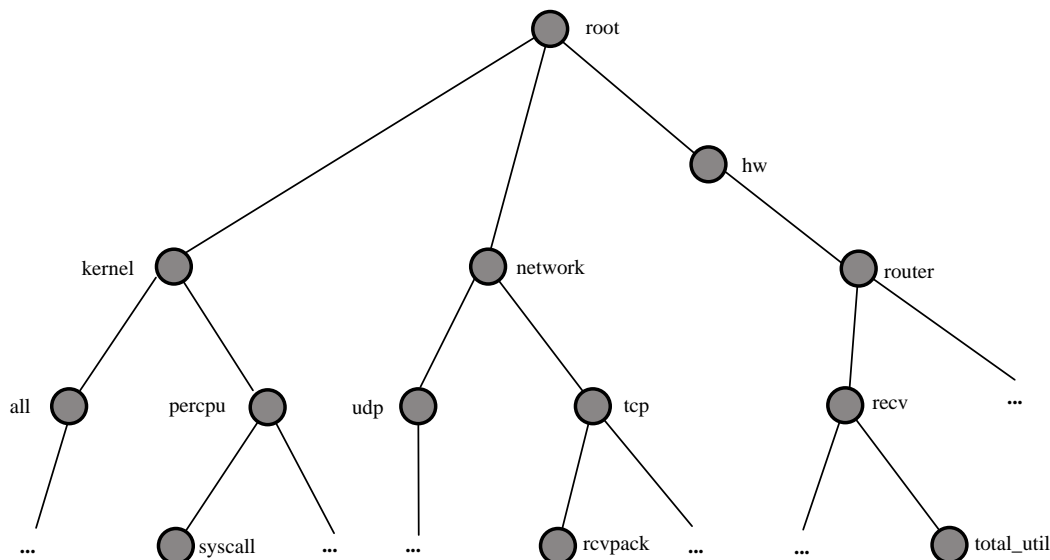 root
hw
kernel
network
router
all
percpu
udp
tcp
recv
...
...
syscall
...
...
rcvpack
...
...
total_util